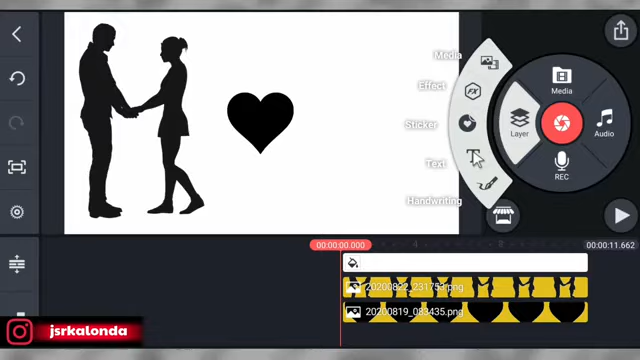 Media
Effect
Sticker
Text
Handwriting
Media
Layer
Audio
REC
00:00:00.000
00:00:11.662
20200822_231753.png
20200819_083435.png
jsrkalonda